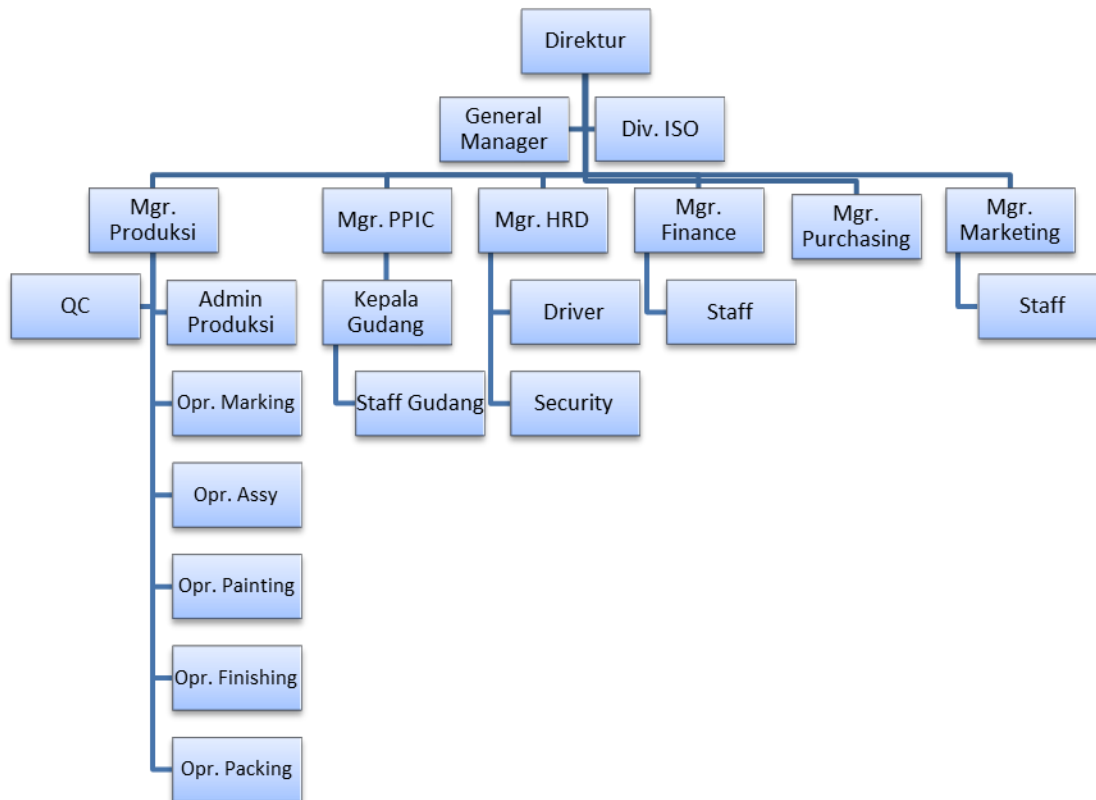 Direktur
General
Manager
Div. ISO
Mgr.
Produksi
Mgr. PPIC
Mgr. HRD
Mgr.
Finance
Mgr.
Purchasing
Mgr.
Marketing
QC
Admin
Produksi
Kepala
Gudang
Driver
Staff
Staff
Opr. Marking
Staff Gudang
Security
Opr. Assy
Opr. Painting
Opr. Finishing
Opr. Packing